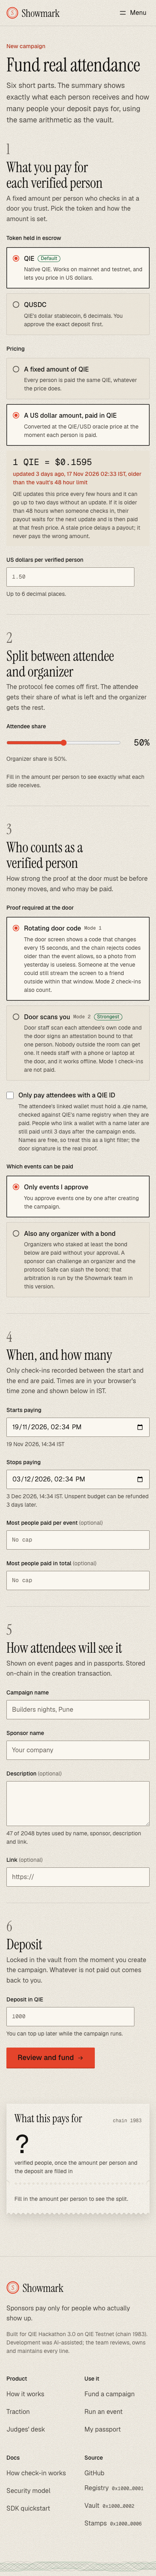 Showmark
Menu
New campaign
Fund real attendance
Six short parts. The summary shows
exactly what each person receives and how
many people your deposit pays for, using
the same arithmetic as the vault.
1
What you pay for
each verified person
A fixed amount per person who checks in at a
door you trust. Pick the token and how the
amount is set.
Token held in escrow
QIE Default
Native QIE. Works on mainnet and testnet, and
lets you price in US dollars.
QUSDC
QIE's dollar stablecoin, 6 decimals. You
approve the exact deposit first.
Pricing
A fixed amount of QIE
Every person is paid the same QIE, whatever
the price does.
A US dollar amount, paid in QIE
Converted at the QIE/USD oracle price at the
moment each person is paid.
1 QIE = $0.1595
updated 3 days ago, 17 Nov 2026 02:33 IST, older
than the vault's 48 hour limit
QIE updates this price every few hours and it can
go up to two days without an update. If it is older
than 48 hours when someone checks in, their
payout waits for the next update and is then paid
at that fresh price. A stale price delays a payout; it
never pays the wrong amount.
US dollars per verified person
1.50
Up to 6 decimal places.
2
Split between attendee
and organizer
The protocol fee comes off first. The attendee
gets their share of what is left and the organizer
gets the rest.
Attendee share
50%
Organizer share is 50%.
Fill in the amount per person to see exactly what each
side receives.
3
Who counts as a
verified person
How strong the proof at the door must be before
money moves, and who may be paid.
Proof required at the door
Rotating door code Mode 1
The door screen shows a code that changes
every 15 seconds, and the chain rejects codes
older than the event allows, so a photo from
yesterday is useless. Someone at the venue
could still stream the screen to a friend
outside within that window. Mode 2 check-ins
also count.
Door scans you Mode 2 Strongest
Door staff scan each attendee's own code and
the door signs an attestation bound to that
one person. Nobody outside the room can get
one. It needs staff with a phone or laptop at
the door, and it works offline. Mode 1 check-ins
are not paid.
Only pay attendees with a QIE ID
The attendee's linked wallet must hold a .qie name,
checked against QIE's name registry when they are
paid. People who link a wallet with a name later are
still paid until 3 days after the campaign ends.
Names are free, so treat this as a light filter; the
door signature is the real proof.
Which events can be paid
Only events I approve
You approve events one by one after creating
the campaign.
Also any organizer with a bond
Organizers who staked at least the bond
below are paid without your approval. A
sponsor can challenge an organizer and the
protocol Safe can slash the bond; that
arbitration is run by the Showmark team in
this version.
4
When, and how many
Only check-ins recorded between the start and
the end are paid. Times are in your browser's
time zone and shown below in IST.
Starts paying
19/11/2026, 02:34 PM
19 Nov 2026, 14:34 IST
Stops paying
03/12/2026, 02:34 PM
3 Dec 2026, 14:34 IST. Unspent budget can be refunded
3 days later.
Most people paid per event (optional)
No cap
Most people paid in total (optional)
No cap
5
How attendees will see it
Shown on event pages and in passports. Stored
on-chain in the creation transaction.
Campaign name
Builders nights, Pune
Sponsor name
Your company
Description (optional)
47 of 2048 bytes used by name, sponsor, description
and link.
Link (optional)
https://
6
Deposit
Locked in the vault from the moment you create
the campaign. Whatever is not paid out comes
back to you.
Deposit in QIE
1000
You can top up later while the campaign runs.
Review and fund →
What this pays for
chain 1983
?
verified people, once the amount per person and
the deposit are filled in
Fill in the amount per person to see the split.
Showmark
Sponsors pay only for people who actually
show up.
Built for QIE Hackathon 3.0 on QIE Testnet (chain 1983).
Development was AI-assisted; the team reviews, owns
and maintains every line.
Product
Use it
How it works
Fund a campaign
Traction
Run an event
Judges' desk
My passport
Docs
Source
How check-in works
GitHub
Security model
Registry
SDK quickstart
Vault
Stamps